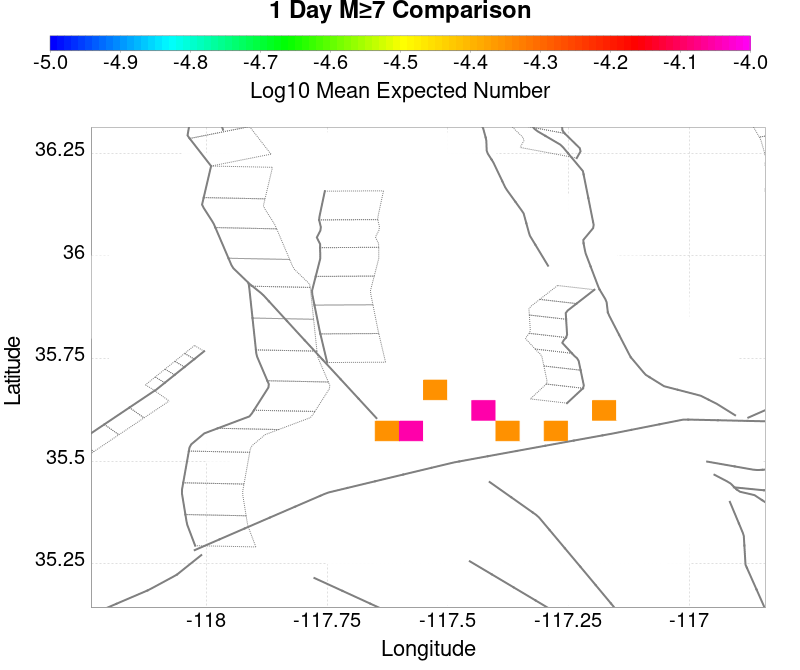 1 Day M≥7 Comparison
-5.0 -4.9 -4.8 -4.7 -4.6 -4.5 -4.4 -4.3 -4.2 -4.1 -4.0
Log10 Mean Expected Number
36.25
36
35.75
35.5
35.25
Latitude
-118 -117.75 -117.5 -117.25 -117
Longitude